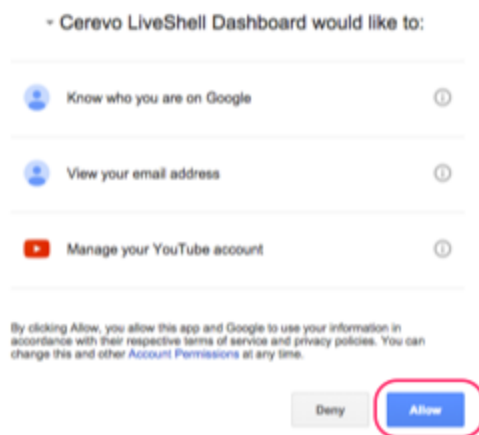 Cerevo LiveShell Dashboard would like to:
Know who you are on Google
View your email address
Manage your YouTube account
By clicking Allow, you allow this app and Google to use your information in
accordance with their respective terms of service and privacy policies. You can
change this and other Account Permissions at any time.
Deny
Allow